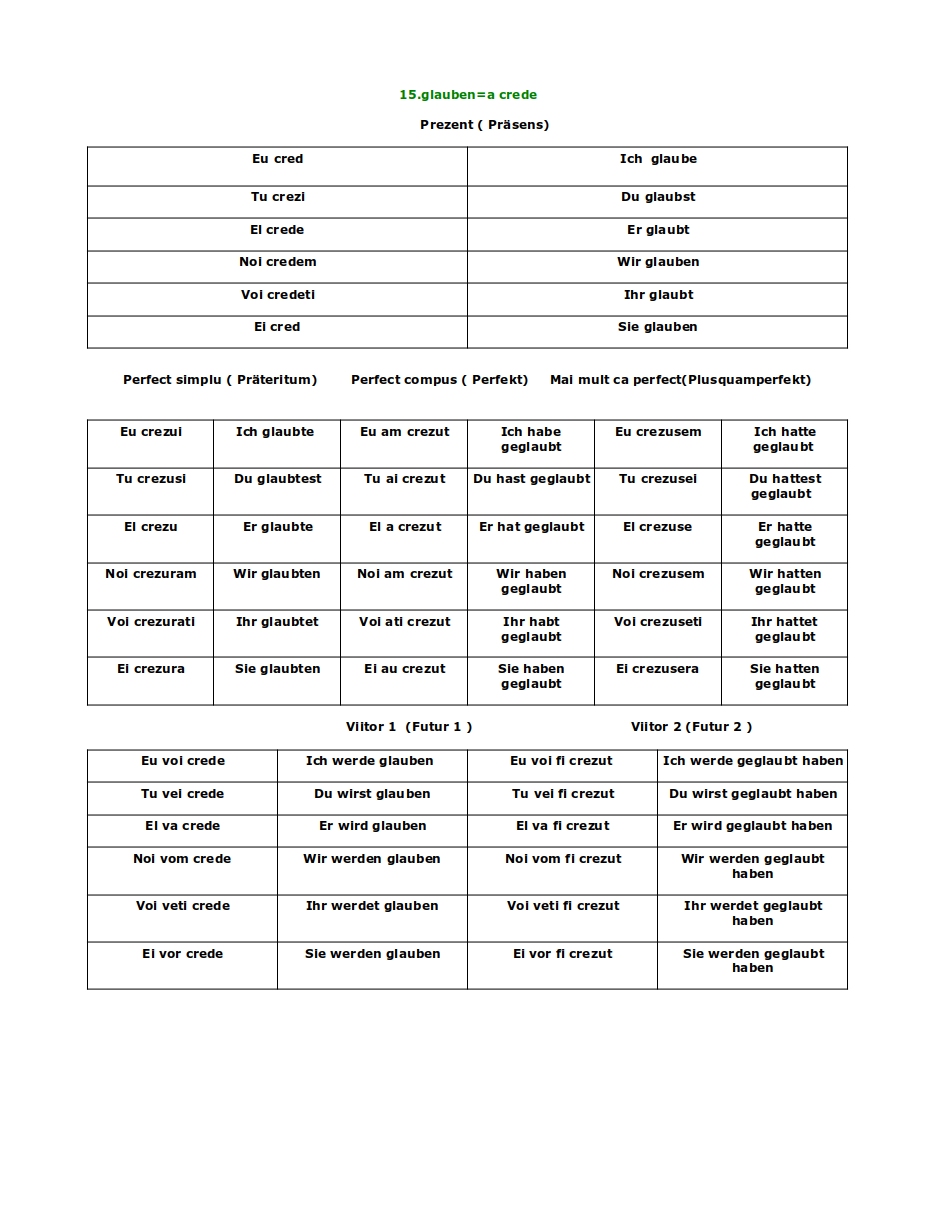 15.glauben=a crede
Prezent ( Präsens)
Eu cred Ich glaube
Tu crezi Du glaubst
El crede Er glaubt
Noi credem Wir glauben
Voi credeti Ihr glaubt
Ei cred Sie glauben
Perfect simplu ( Präteritum) Perfect compus ( Perfekt) Mai mult ca perfect(Plusquamperfekt)
Eu crezui Ich glaubte Eu am crezut Ich habe geglaubt Eu crezusem Ich hatte geglaubt
Tu crezusi Du glaubtest Tu ai crezut Du hast geglaubt Tu crezusei Du hattest geglaubt
El crezu Er glaubte El a crezut Er hat geglaubt El crezuse Er hatte geglaubt
Noi crezuram Wir glaubten Noi am crezut Wir haben geglaubt Noi crezusem Wir hatten geglaubt
Voi crezurati Ihr glaubtet Voi ati crezut Ihr habt geglaubt Voi crezuseti Ihr hattet geglaubt
Ei crezura Sie glaubten Ei au crezut Sie haben geglaubt Ei crezusera Sie hatten geglaubt
Viitor 1 (Futur 1 ) Viitor 2 (Futur 2 )
Eu voi crede Ich werde glauben Eu voi fi crezut Ich werde geglaubt haben
Tu vei crede Du wirst glauben Tu vei fi crezut Du wirst geglaubt haben
El va crede Er wird glauben El va fi crezut Er wird geglaubt haben
Noi vom crede Wir werden glauben Noi vom fi crezut Wir werden geglaubt haben
Voi veti crede Ihr werdet glauben Voi veti fi crezut Ihr werdet geglaubt haben
Ei vor crede Sie werden glauben Ei vor fi crezut Sie werden geglaubt haben